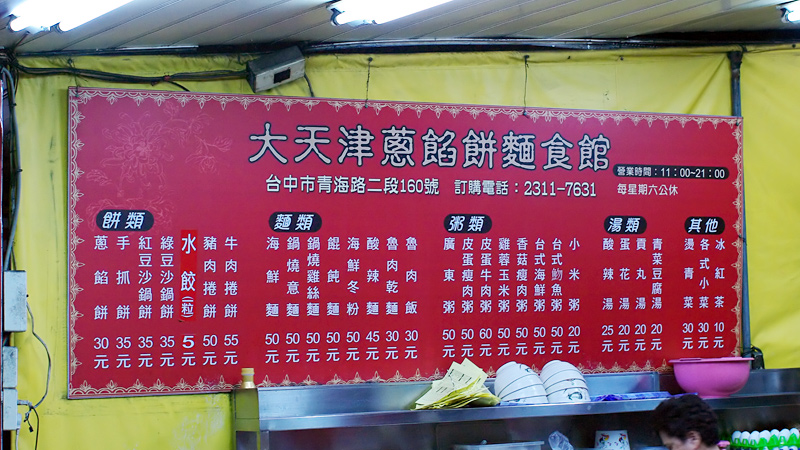 大天津蔥餡餅麵食館
營業時間：11：00~21：00
台中市青海路二段160號 訂購電話：2311-7631
每星期六公休
餅類
蔥餡餅 30元
手抓餅 35元
紅豆沙鍋餅 35元
綠豆沙鍋餅 35元
水餃(粒) 5元
豬肉捲餅 50元
牛肉捲餅 55元
麵類
海鮮麵 50元
鍋燒意麵 50元
鍋燒雞絲麵 50元
餛飩麵 50元
海鮮冬粉 50元
酸辣麵 45元
魯肉乾麵 30元
魯肉飯 30元
粥類
廣東粥 50元
皮蛋瘦肉粥 50元
皮蛋牛肉粥 60元
雞蓉玉米粥 50元
香菇瘦肉粥 50元
台式海鮮粥 50元
台式魩魚粥 50元
小米粥 20元
湯類
酸辣湯 25元
蛋花湯 20元
貢丸湯 20元
青菜豆腐湯 20元
其他
燙青菜 30元
各式小菜 30元
冰紅茶 10元